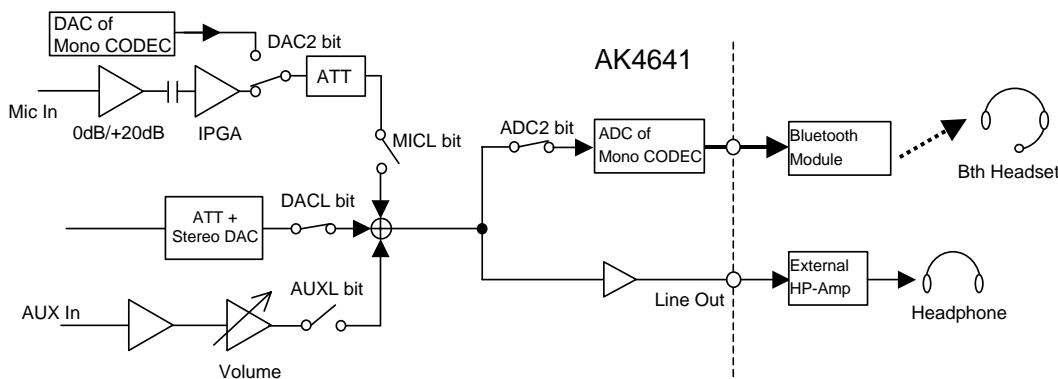 DAC of
Mono CODEC
DAC2 bit
ATT
AK4641
Mic In
0dB/+20dB
IPGA
MICL bit
ADC2 bit
ADC of
Mono CODEC
Bluetooth
Module
Bth Headset
ATT +
Stereo DAC
DACL bit
AUX In
Volume
AUXL bit
Line Out
External
HP-Amp
Headphone